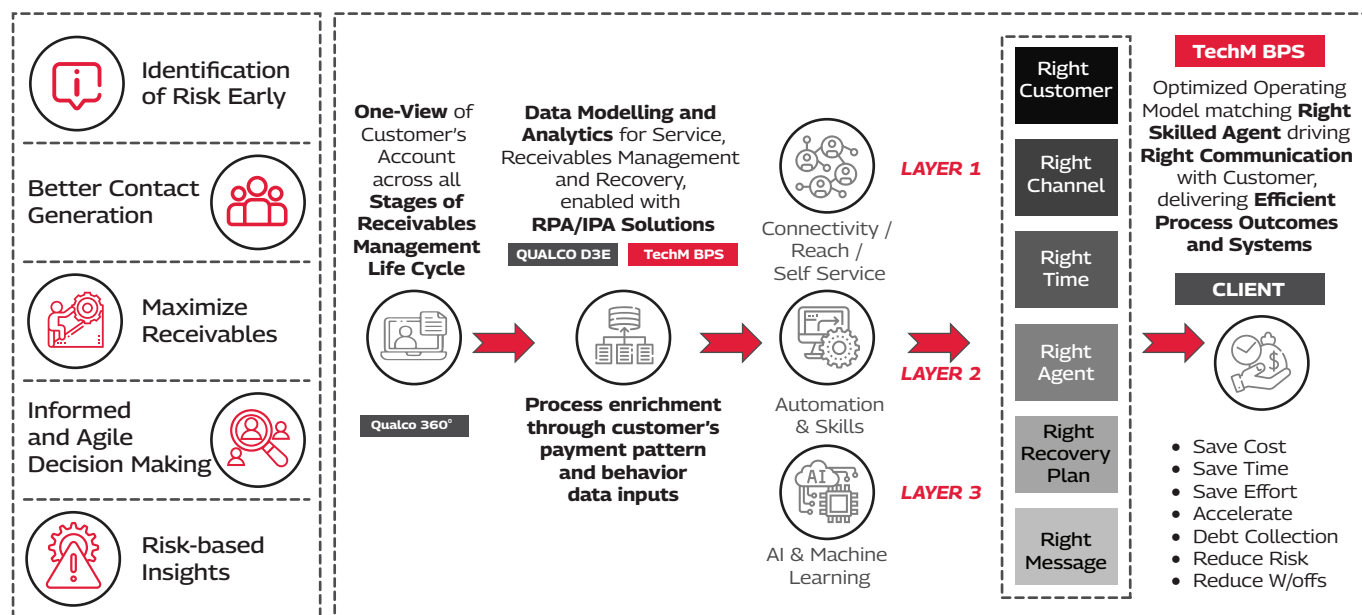 Identification
of Risk Early
Better Contact
Generation
Maximize
Receivables
Informed
and Agile
Decision Making
Risk-based
Insights
One-View of
Customer's
Account
across all
Stages of
Receivables
Management
Life Cycle
Qualco 360°
Data Modelling and
Analytics for Service,
Receivables Management
and Recovery,
enabled with
RPA/IPA Solutions
QUALCO D3E
TechM BPS
Process enrichment
through customer's
payment pattern
and behavior
data inputs
Connectivity /
Reach /
Self Service
LAYER 1
Automation
& Skills
LAYER 2
AI
AI & Machine
Learning
LAYER 3
Right
Customer
Right
Channel
Right
Time
Right
Agent
Right
Recovery
Plan
Right
Message
TechM BPS
Optimized Operating
Model matching Right
Skilled Agent driving
Right Communication
with Customer,
delivering Efficient
Process Outcomes
and Systems
CLIENT
$
• Save Cost
• Save Time
• Save Effort
• Accelerate
• Debt Collection
• Reduce Risk
• Reduce W/offs